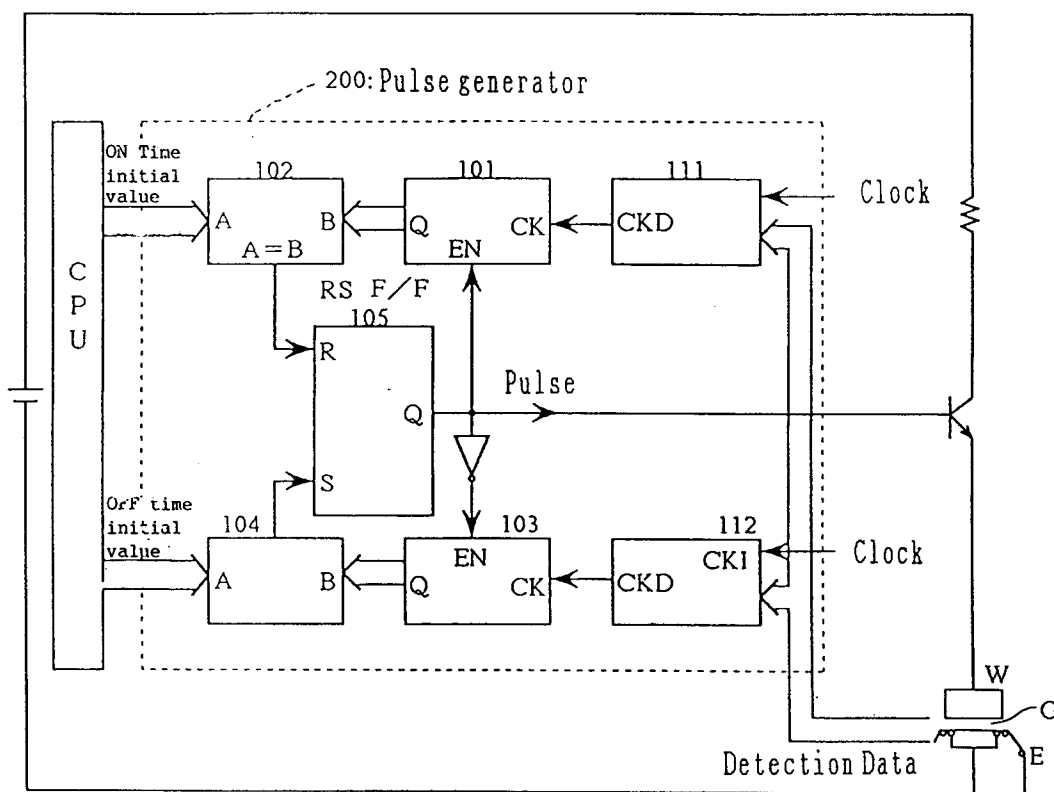 200: Pulse generator
ON Time
initial
value
102
101
111
Clock
A
B
Q
CK
CKD
A=B
EN
CPU
RS F/F
105
R
Pulse
Q
S
OFF time
initial
value
104
103
112
EN
CKI
Clock
A
B
Q
CK
CKD
W
G
E
Detection Data